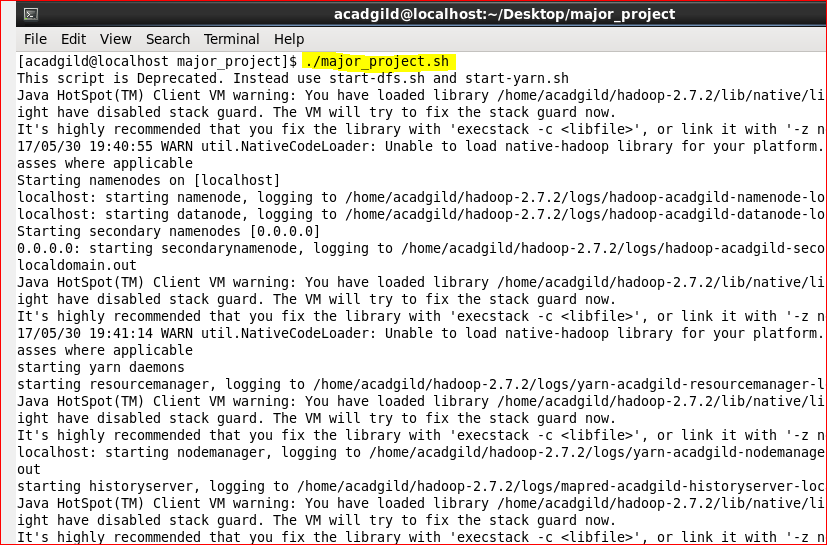 acadgild@localhost:~/Desktop/major_project
File Edit View Search Terminal Help
[acadgild@localhost major_project]$ ./major_project.sh
This script is Deprecated. Instead use start-dfs.sh and start-yarn.sh
Java HotSpot(TM) Client VM warning: You have loaded library /home/acadgild/hadoop-2.7.2/lib/native/li
ight have disabled stack guard. The VM will try to fix the stack guard now.
It's highly recommended that you fix the library with 'execstack -c <libfile>', or link it with '-z n
17/05/30 19:40:55 WARN util.NativeCodeLoader: Unable to load native-hadoop library for your platform.
asses where applicable
Starting namenodes on [localhost]
localhost: starting namenode, logging to /home/acadgild/hadoop-2.7.2/logs/hadoop-acadgild-namenode-lo
localhost: starting datanode, logging to /home/acadgild/hadoop-2.7.2/logs/hadoop-acadgild-datanode-lo
Starting secondary namenodes [0.0.0.0]
0.0.0.0: starting secondarynamenode, logging to /home/acadgild/hadoop-2.7.2/logs/hadoop-acadgild-seco
localdomain.out
Java HotSpot(TM) Client VM warning: You have loaded library /home/acadgild/hadoop-2.7.2/lib/native/li
ight have disabled stack guard. The VM will try to fix the stack guard now.
It's highly recommended that you fix the library with 'execstack -c <libfile>', or link it with '-z n
17/05/30 19:41:14 WARN util.NativeCodeLoader: Unable to load native-hadoop library for your platform.
asses where applicable
starting yarn daemons
starting resourcemanager, logging to /home/acadgild/hadoop-2.7.2/logs/yarn-acadgild-resourcemanager-l
Java HotSpot(TM) Client VM warning: You have loaded library /home/acadgild/hadoop-2.7.2/lib/native/li
ight have disabled stack guard. The VM will try to fix the stack guard now.
It's highly recommended that you fix the library with 'execstack -c <libfile>', or link it with '-z n
localhost: starting nodemanager, logging to /home/acadgild/hadoop-2.7.2/logs/yarn-acadgild-nodemanage
out
starting historyserver, logging to /home/acadgild/hadoop-2.7.2/logs/mapred-acadgild-historyserver-loc
Java HotSpot(TM) Client VM warning: You have loaded library /home/acadgild/hadoop-2.7.2/lib/native/li
ight have disabled stack guard. The VM will try to fix the stack guard now.
It's highly recommended that you fix the library with 'execstack -c <libfile>', or link it with '-z n